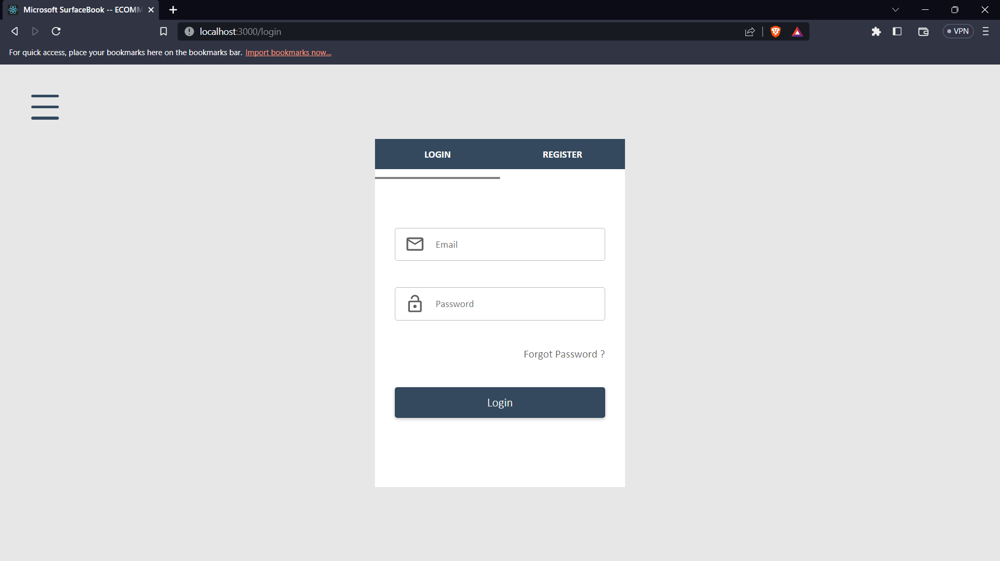 Microsoft SurfaceBook -- ECOMM
localhost:3000/login
VPN
For quick access, place your bookmarks here on the bookmarks bar. Import bookmarks now...
LOGIN REGISTER
Email
Password
Forgot Password ?
Login